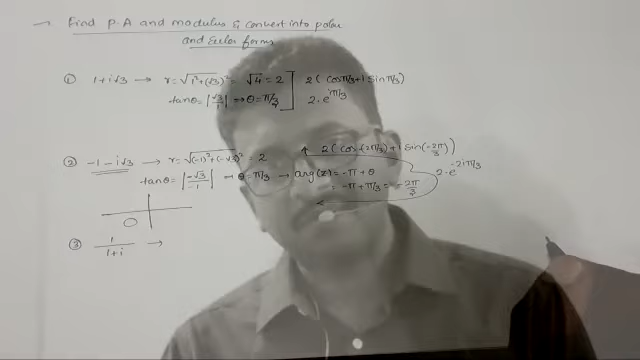 → Find P.A and modulus & convert into polar
and Euler forms
① 1+i√3 → r=√1²+(√3)² = √4 = 2 ] 2(cosπ/3+i sinπ/3)
tanθ=|√3/1| → θ=π/3 2·e^iπ/3
② -1-i√3 → r=√(-1)²+(-√3)² = 2 2(cos(-2π/3)+i sin(-2π/3))
tanθ=|-√3/-1| → θ=π/3 → arg(z)=-π+θ 2·e^-2iπ/3
= -π+π/3 = -2π/3
③ 1/1+i →